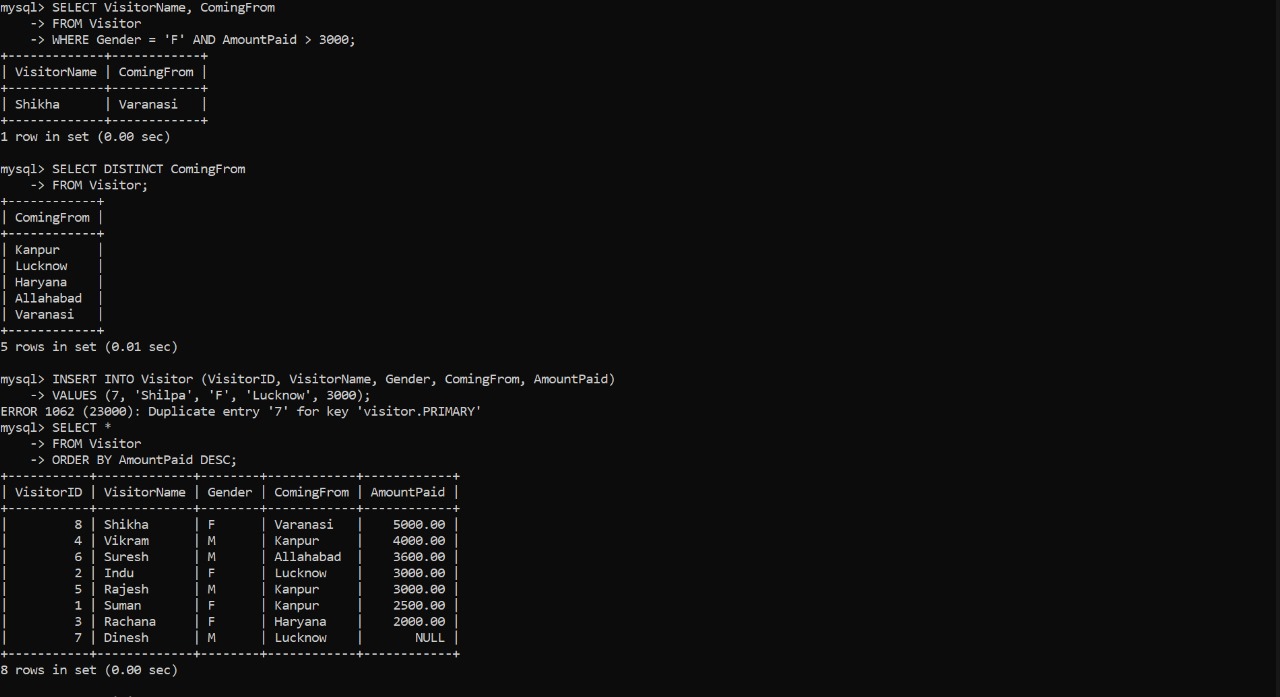 mysql> SELECT VisitorName, ComingFrom
    -> FROM Visitor
    -> WHERE Gender = 'F' AND AmountPaid > 3000;
+-------------+------------+
| VisitorName | ComingFrom |
+-------------+------------+
| Shikha      | Varanasi   |
+-------------+------------+
1 row in set (0.00 sec)

mysql> SELECT DISTINCT ComingFrom
    -> FROM Visitor;
+------------+
| ComingFrom |
+------------+
| Kanpur     |
| Lucknow    |
| Haryana    |
| Allahabad  |
| Varanasi   |
+------------+
5 rows in set (0.01 sec)

mysql> INSERT INTO Visitor (VisitorID, VisitorName, Gender, ComingFrom, AmountPaid)
    -> VALUES (7, 'Shilpa', 'F', 'Lucknow', 3000);
ERROR 1062 (23000): Duplicate entry '7' for key 'visitor.PRIMARY'
mysql> SELECT *
    -> FROM Visitor
    -> ORDER BY AmountPaid DESC;
+-----------+-------------+--------+------------+------------+
| VisitorID | VisitorName | Gender | ComingFrom | AmountPaid |
+-----------+-------------+--------+------------+------------+
|         8 | Shikha      | F      | Varanasi   |    5000.00 |
|         4 | Vikram      | M      | Kanpur     |    4000.00 |
|         6 | Suresh      | M      | Allahabad  |    3600.00 |
|         2 | Indu        | F      | Lucknow    |    3000.00 |
|         5 | Rajesh      | M      | Kanpur     |    3000.00 |
|         1 | Suman       | F      | Kanpur     |    2500.00 |
|         3 | Rachana     | F      | Haryana    |    2000.00 |
|         7 | Dinesh      | M      | Lucknow    |       NULL |
+-----------+-------------+--------+------------+------------+
8 rows in set (0.00 sec)